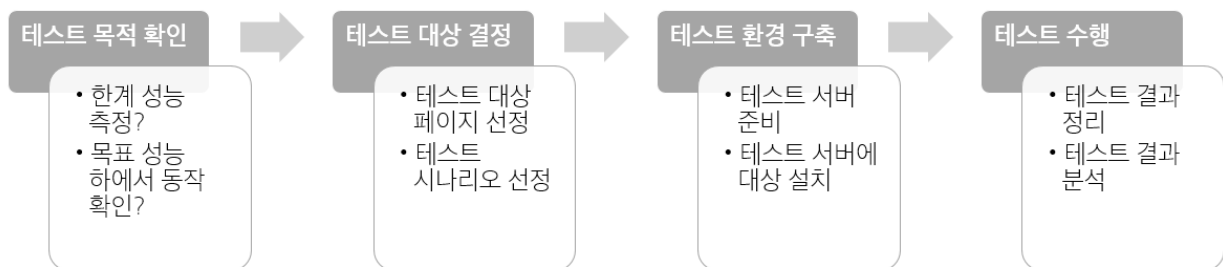 테스트 목적 확인
• 한계 성능
측정?
• 목표 성능
하에서 동작
확인?
테스트 대상 결정
• 테스트 대상
페이지 선정
• 테스트
시나리오 선정
테스트 환경 구축
• 테스트 서버
준비
• 테스트 서버에
대상 설치
테스트 수행
• 테스트 결과
정리
• 테스트 결과
분석